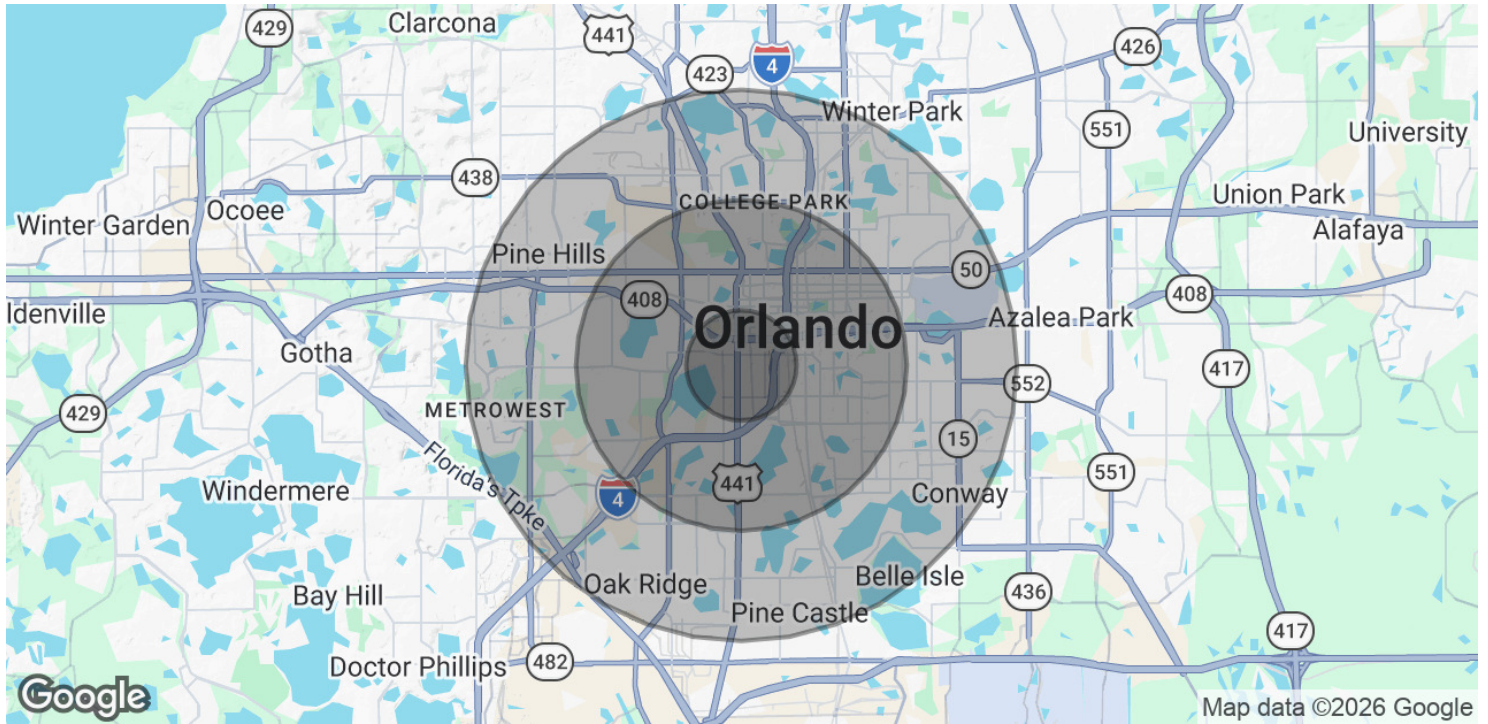 429
Clarcona
441
4
426
423
Winter Park
551
University
438
COLLEGE PARK
Union Park
Ocoee
Winter Garden
Alafaya
Pine Hills
50
408
408
ldenville
Orlando
Azalea Park
Gotha
417
552
429
METROWEST
15
Florida's Tpke
551
441
Windermere
4
Conway
Oak Ridge
Belle Isle
Bay Hill
436
Pine Castle
417
Doctor Phillips
482
Google
Map data ©2026 Google